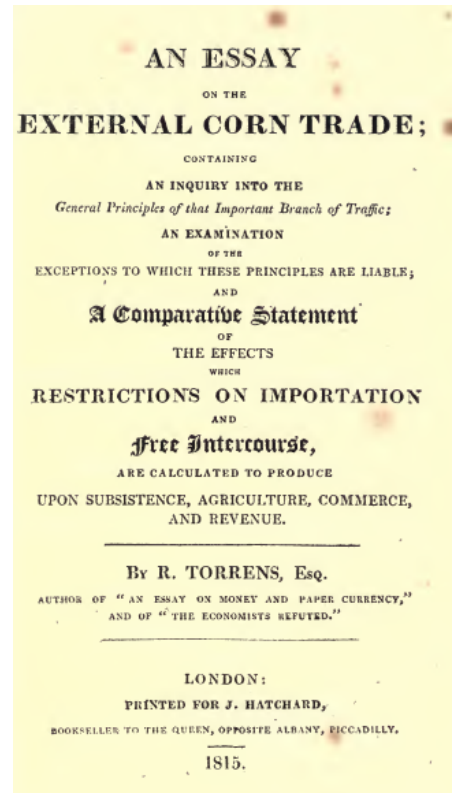 AN ESSAY
ON THE
EXTERNAL CORN TRADE;
CONTAINING
AN INQUIRY INTO THE
General Principles of that Important Branch of Traffic;
AN EXAMINATION
OF THE
EXCEPTIONS TO WHICH THESE PRINCIPLES ARE LIABLE;
AND
A Comparative Statement
OF
THE EFFECTS
WHICH
RESTRICTIONS ON IMPORTATION
AND
Free Intercourse,
ARE CALCULATED TO PRODUCE
UPON SUBSISTENCE, AGRICULTURE, COMMERCE,
AND REVENUE.
By R. TORRENS, Esq.
AUTHOR OF "AN ESSAY ON MONEY AND PAPER CURRENCY,"
AND OF "THE ECONOMISTS REFUTED."
LONDON:
PRINTED FOR J. HATCHARD,
BOOKSELLER TO THE QUEEN, OPPOSITE ALBANY, PICCADILLY.
1815.